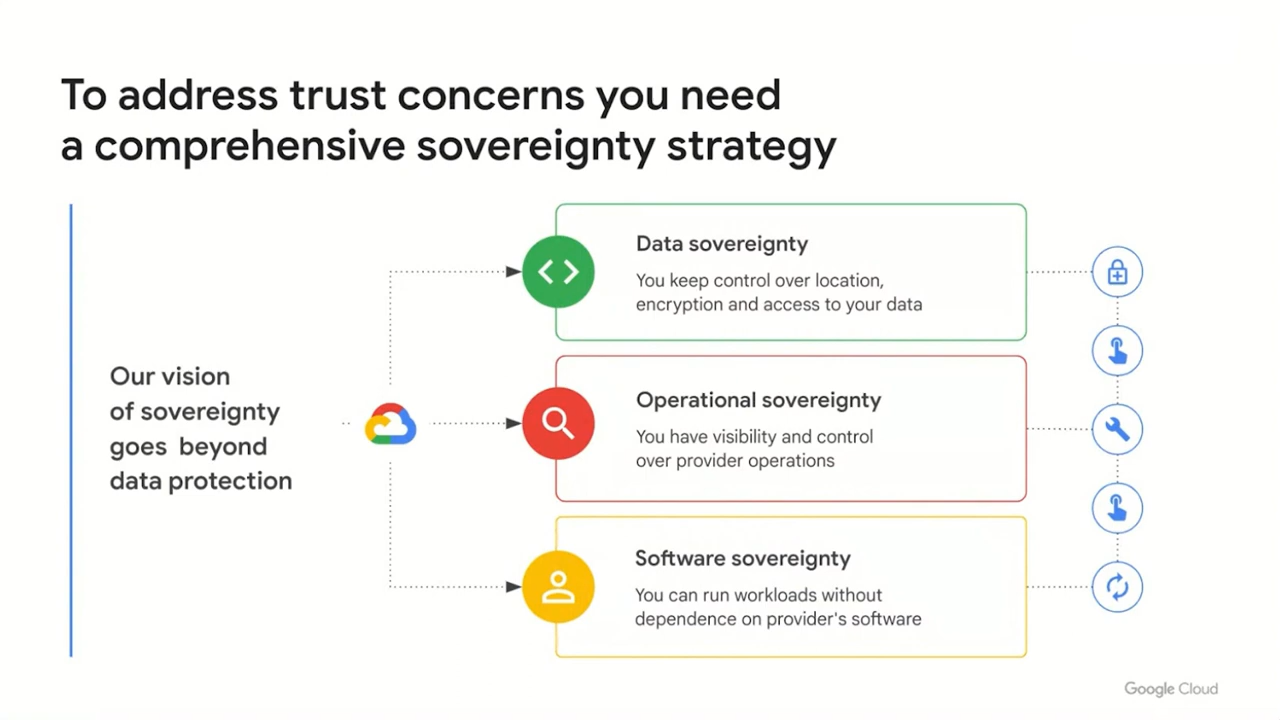 To address trust concerns you need
a comprehensive sovereignty strategy
Our vision
of sovereignty
goes beyond
data protection
Data sovereignty
You keep control over location,
encryption and access to your data
Operational sovereignty
You have visibility and control
over provider operations
Software sovereignty
You can run workloads without
dependence on provider's software
Google Cloud